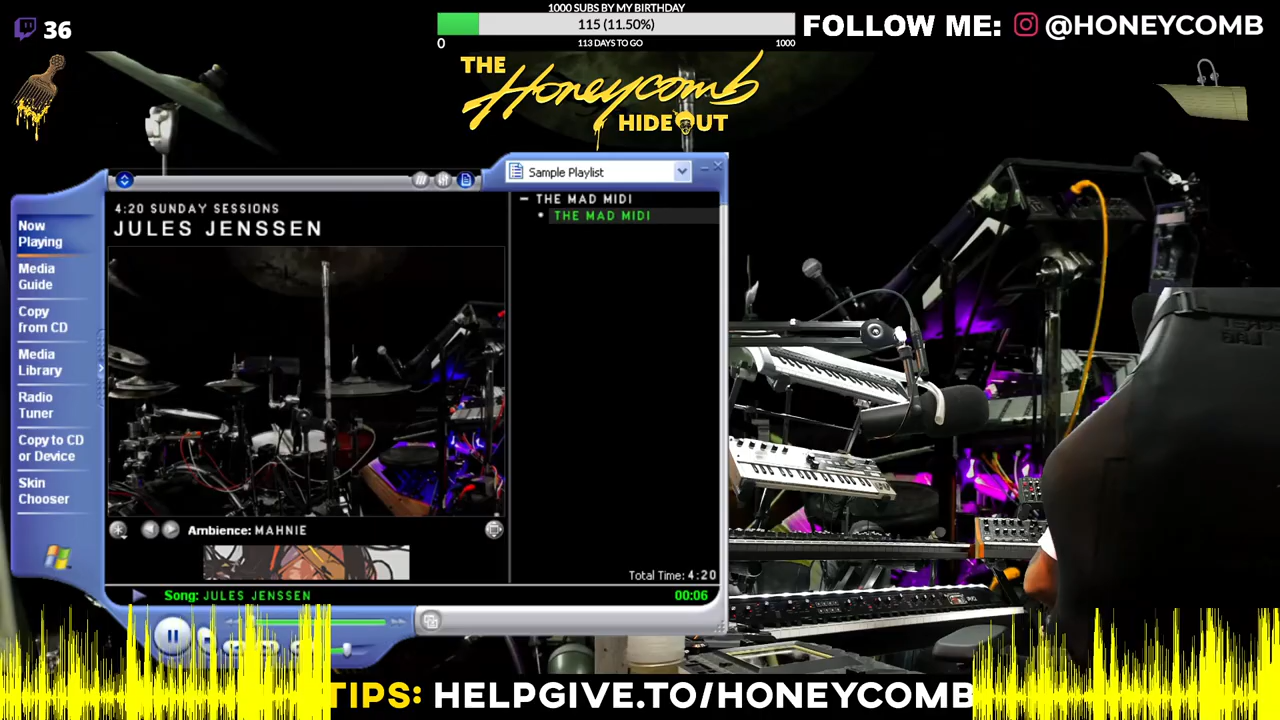 36
1000 SUBS BY MY BIRTHDAY
115 (11.50%)
0
113 DAYS TO GO
1000
FOLLOW ME: @HONEYCOMB
THE
Honeycomb
HIDEOUT
Sample Playlist
4:20 SUNDAY SESSIONS
JULES JENSSEN
THE MAD MIDI
THE MAD MIDI
Now
Playing
Media
Guide
Copy
from CD
Media
Library
Radio
Tuner
Copy to CD
or Device
Skin
Chooser
Ambience: MAHNIE
Total Time: 4:20
Song: JULES JENSSEN
00:06
TIPS: HELPGIVE.TO/HONEYCOMB